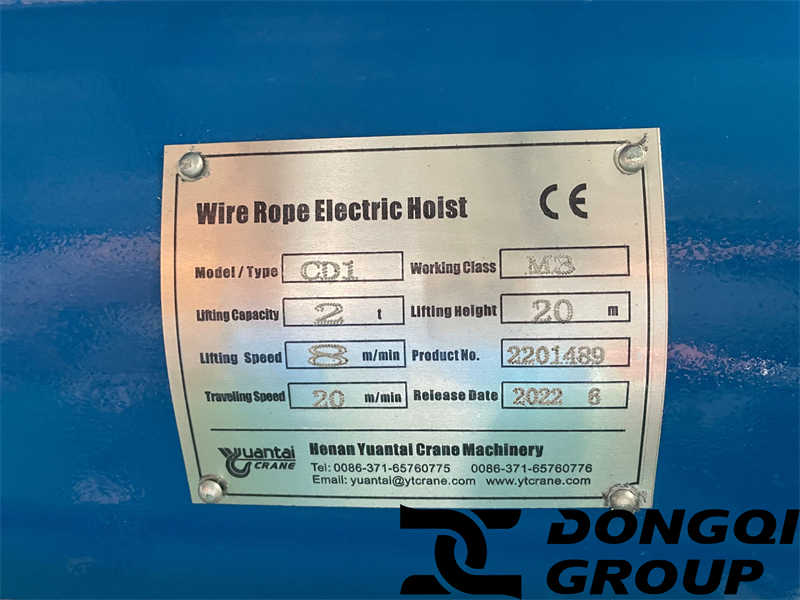 Wire Rope Electric Hoist CE
Model/Type CD1 Working Class M3
Lifting Capacity 2 t Lifting Height 20 m
Lifting Speed 8 m/min Product No. 2201489
Traveling Speed 20 m/min Release Date 2022 6
Yuantai CRANE
Henan Yuantai Crane Machinery
Tel: 0086-371-65760775 0086-371-65760776
Email: yuantai@ytcrane.com www.ytcrane.com
DONGQI
GROUP